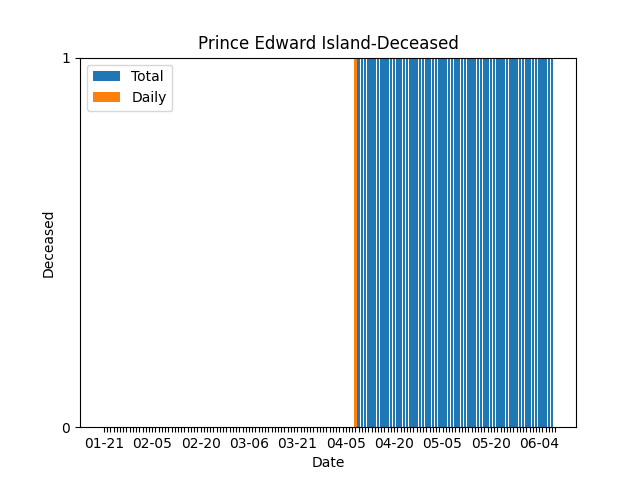 Prince Edward Island-Deceased
Total
Daily
1
0
Deceased
01-21 02-05 02-20 03-06 03-21 04-05 04-20 05-05 05-20 06-04
Date